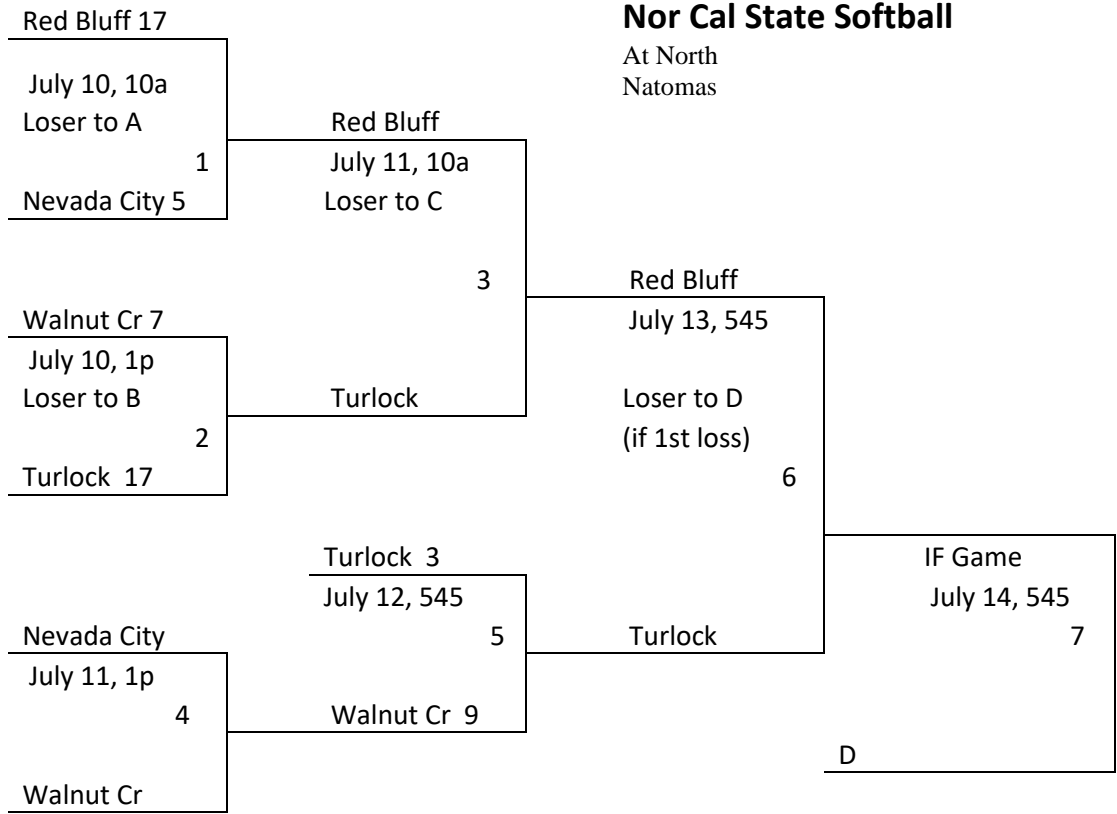 Nor Cal State Softball
At North
Natomas
Red Bluff 17
July 10, 10a
Loser to A
1
Nevada City 5
Red Bluff
July 11, 10a
Loser to C
3
Walnut Cr 7
July 10, 1p
Loser to B
2
Turlock  17
Turlock
Red Bluff
July 13, 545
Loser to D
(if 1st loss)
6
Turlock  3
July 12, 545
5
Nevada City
July 11, 1p
4
Walnut Cr
Walnut Cr  9
Turlock
IF Game
July 14, 545
7
D